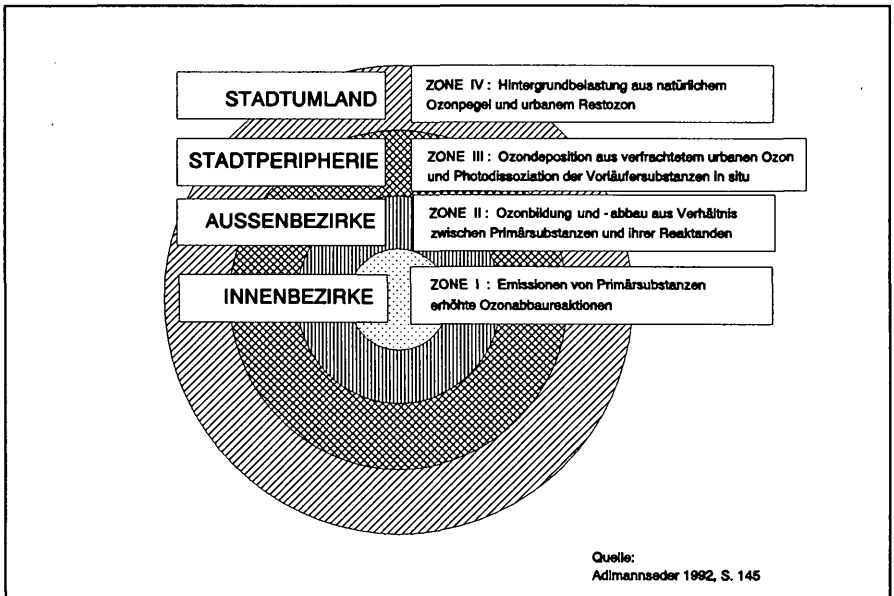 STADTUMLAND
ZONE IV : Hintergrundbelastung aus natürlichem
Ozonpegel und urbanem Restozon
STADTPERIPHERIE
ZONE III : Ozondeposition aus verfrachtetem urbanen Ozon
und Photodissoziation der Vorläufersubstanzen in situ
AUSSENBEZIRKE
ZONE II : Ozonbildung und -abbau aus Verhältnis
zwischen Primärsubstanzen und ihrer Reaktanden
INNENBEZIRKE
ZONE I : Emissionen von Primärsubstanzen
erhöhte Ozonabbaureaktionen
Quelle:
Adlmannseder 1992, S. 145